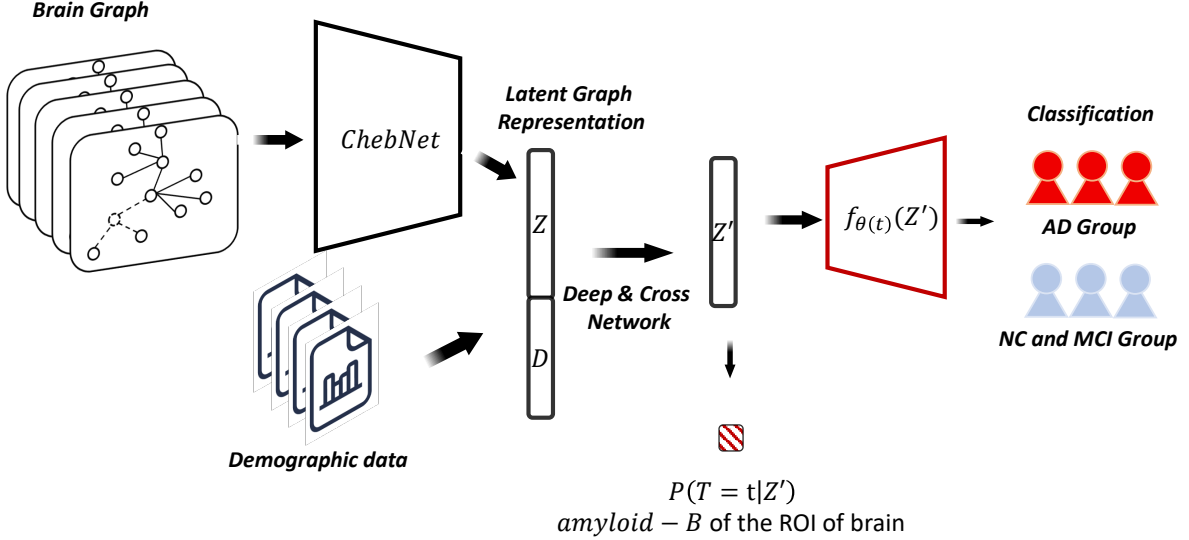 Brain Graph
ChebNet
Latent Graph
Representation
Z
D
Demographic data
Deep & Cross
Network
Z′
P(T = t|Z′)
amyloid − B of the ROI of brain
f_{θ(t)}(Z′)
Classification
AD Group
NC and MCI Group